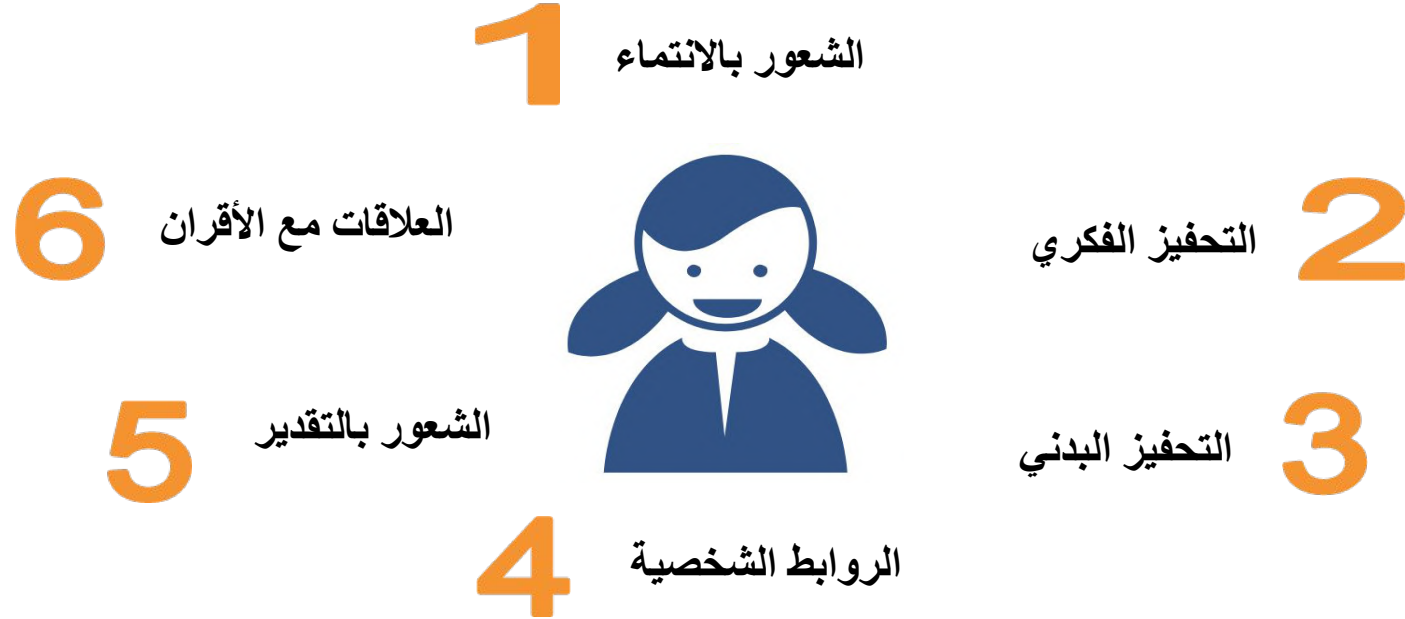 1 الشعور بالانتماء
2 التحفيز الفكري
3 التحفيز البدني
4 الروابط الشخصية
5 الشعور بالتقدير
6 العلاقات مع الأقران